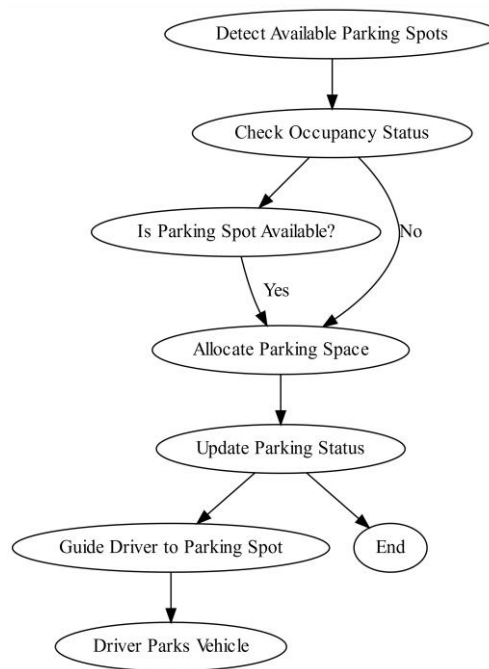 Detect Available Parking Spots
Check Occupancy Status
Is Parking Spot Available?
No
Yes
Allocate Parking Space
Update Parking Status
Guide Driver to Parking Spot
End
Driver Parks Vehicle